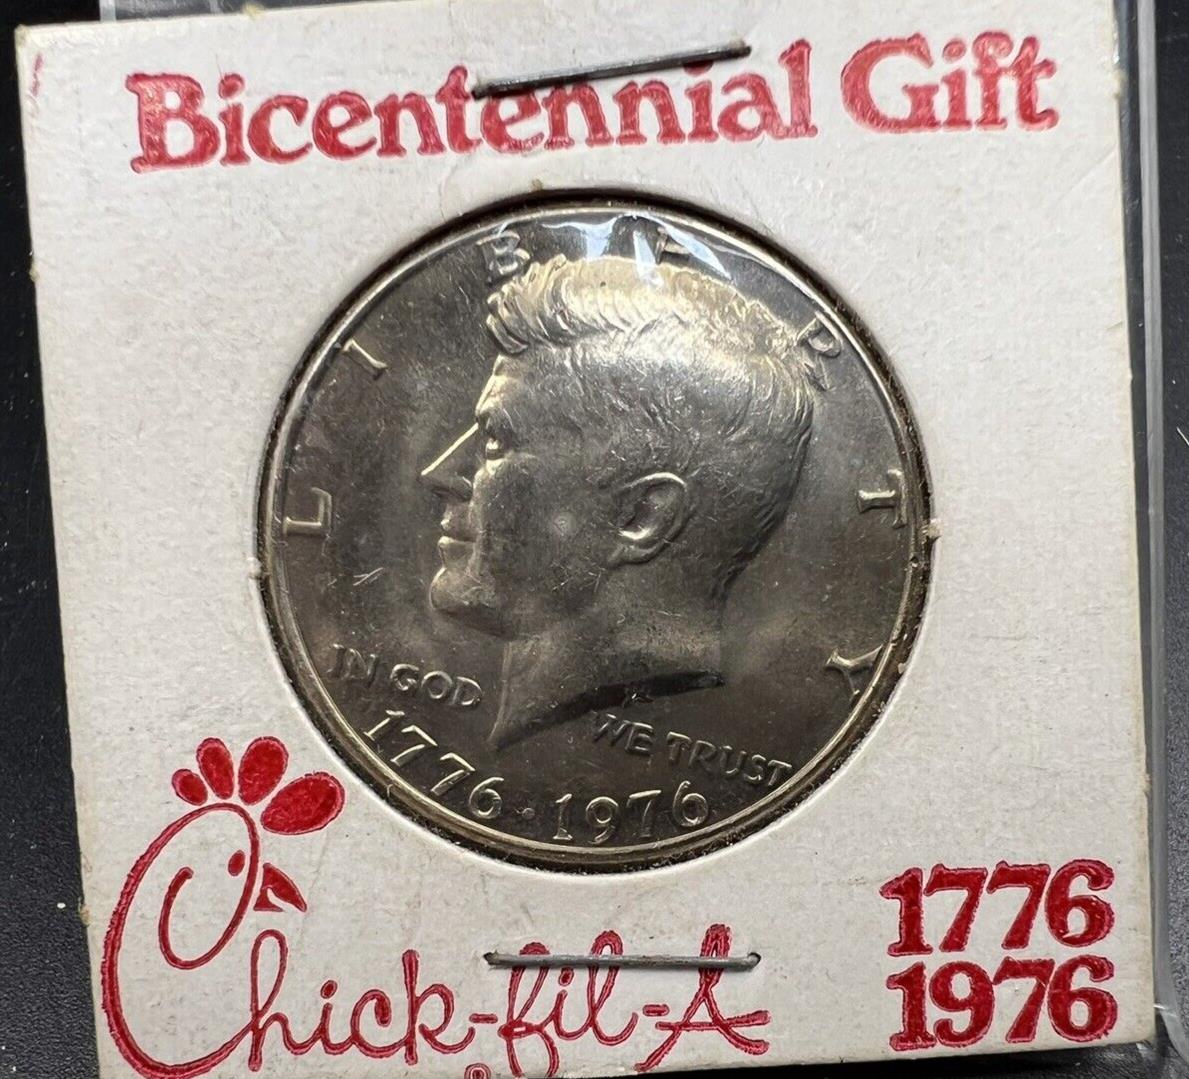 Bicentennial Gift
LIBERTY
IN GOD WE TRUST
1776 · 1976
Chick-fil-A®
1776
1976